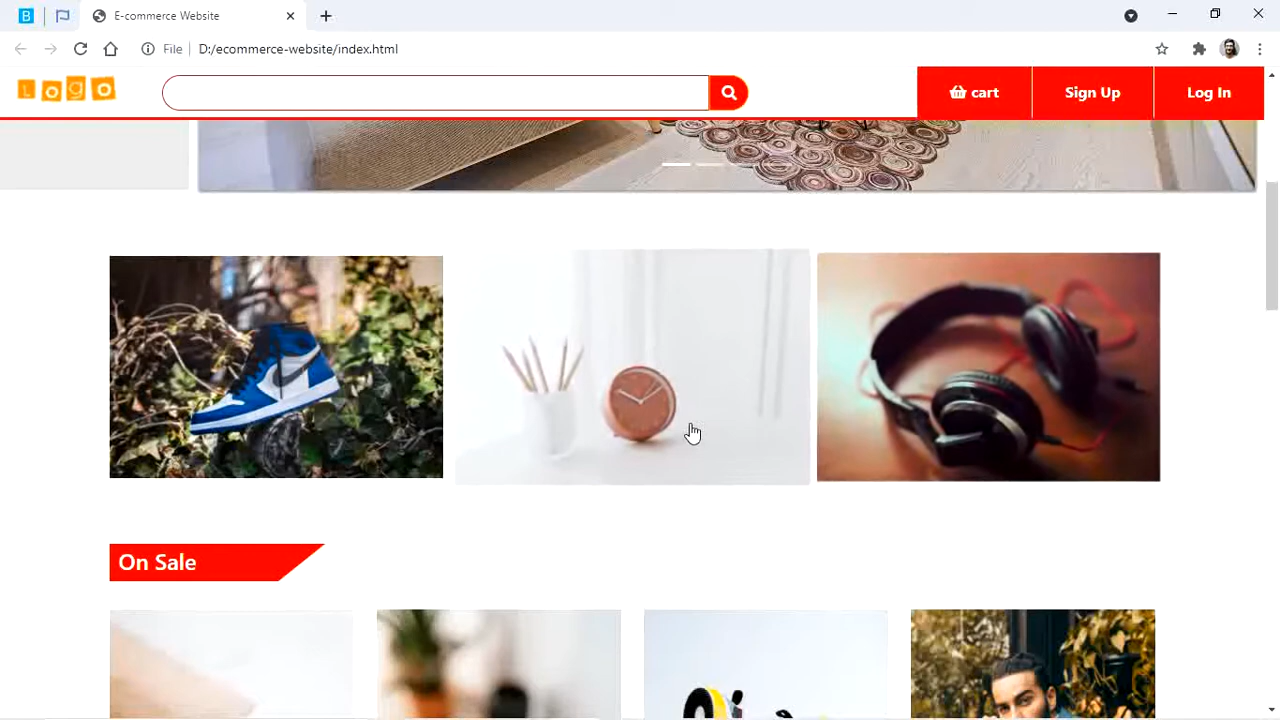 E-commerce Website
File
D:/ecommerce-website/index.html
Logo
cart
Sign Up
Log In
On Sale